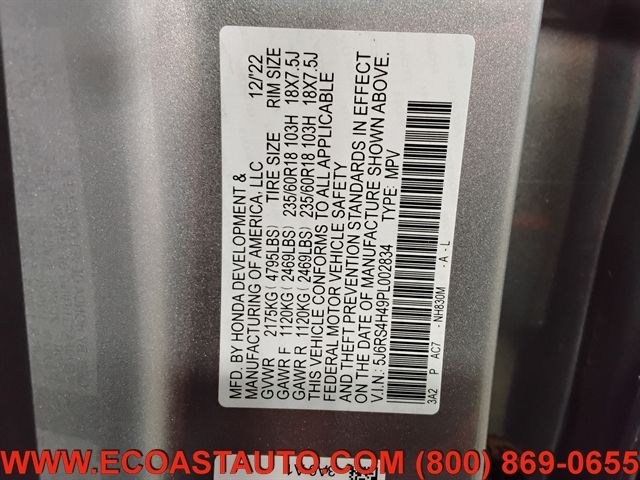 MFD. BY HONDA DEVELOPMENT & 12/'22
MANUFACTURING OF AMERICA, LLC
GVWR 2175KG ( 4795LBS) TIRE SIZE RIM SIZE
GAWR F 1120KG ( 2469LBS) 235/60R18 103H 18X7.5J
GAWR R 1120KG ( 2469LBS) 235/60R18 103H 18X7.5J
THIS VEHICLE CONFORMS TO ALL APPLICABLE
FEDERAL MOTOR VEHICLE SAFETY
AND THEFT PREVENTION STANDARDS IN EFFECT
ON THE DATE OF MANUFACTURE SHOWN ABOVE.
V.I.N.: 5J6RS4H49PL002834 TYPE: MPV
3A2 P AC7 - NH830M - A - L
WWW.ECOASTAUTO.COM (800) 869-0655